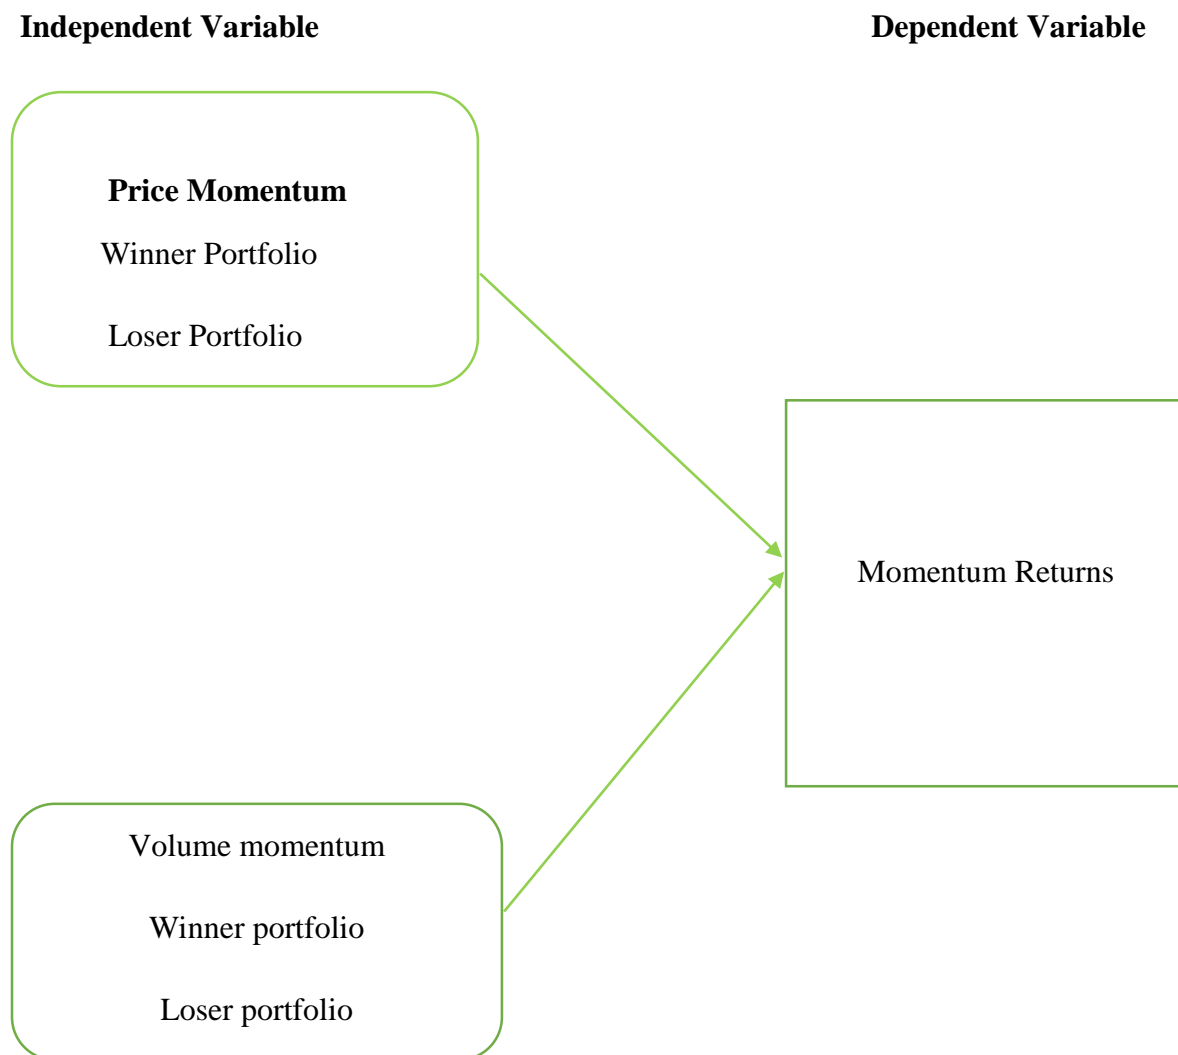 Independent Variable
Dependent Variable
Price Momentum
Winner Portfolio
Loser Portfolio
Momentum Returns
Volume momentum
Winner portfolio
Loser portfolio